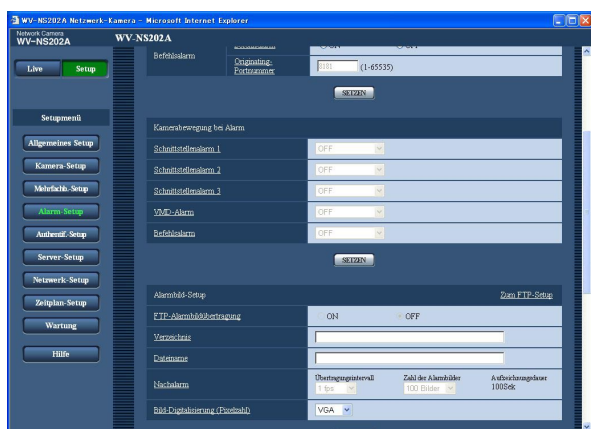 WV-NS202A Netzwerk-Kamera - Microsoft Internet Explorer
Network Camera
WV-NS202A
WV-NS202A
Live Setup
Setupmenü
Allgemeines Setup
Kamera-Setup
Mehrfachb.-Setup
Alarm-Setup
Authentif.-Setup
Server-Setup
Netzwerk-Setup
Zeitplan-Setup
Wartung
Hilfe
Befehlsalarm
ON OFF
Originating-Portnummer 8181 (1-65535)
SETZEN
Kamerabewegung bei Alarm
Schnittstellenalarm 1 OFF
Schnittstellenalarm 2 OFF
Schnittstellenalarm 3 OFF
VMD-Alarm OFF
Befehlsalarm OFF
SETZEN
Alarmbild-Setup Zum FTP-Setup
FTP-Alarmbildübertragung ON OFF
Verzeichnis
Dateiname
Nachalarm
Übertragungsintervall Zahl der Alarmbilder Aufzeichnungsdauer
1 fps 100 Bilder 100Sek
Bild-Digitalisierung (Pixelzahl) VGA